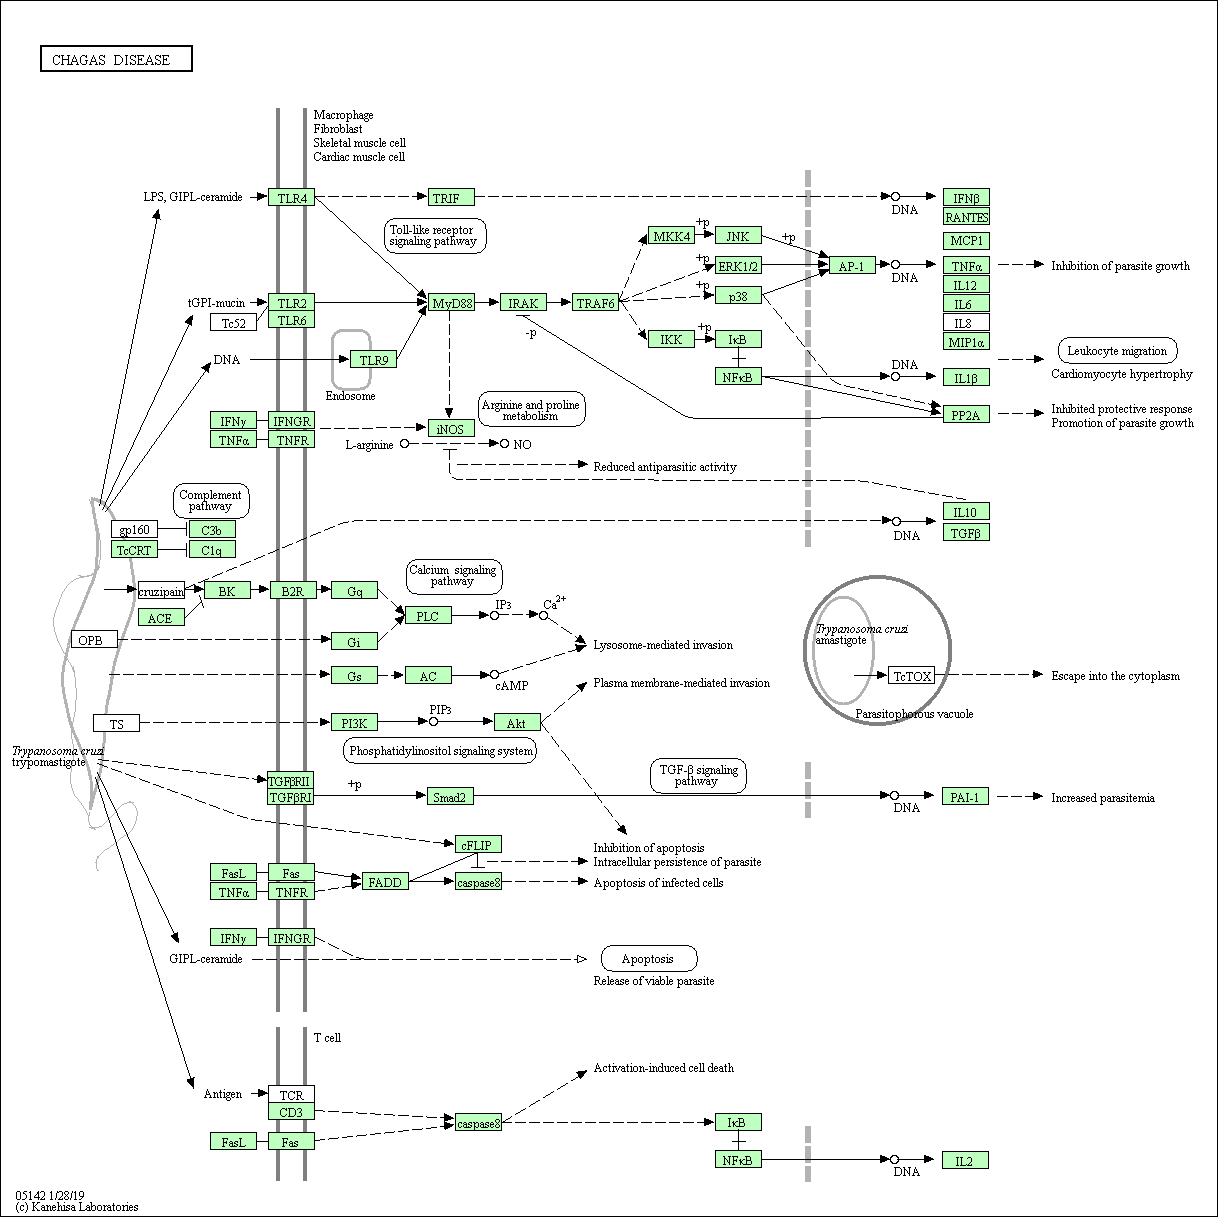 CHAGAS DISEASE
Macrophage
Fibroblast
Skeletal muscle cell
Cardiac muscle cell
LPS, GIPL-ceramide
TLR4
TRIF
DNA
IFNβ
RANTES
Toll-like receptor
signaling pathway
MKK4
+p
JNK
+p
MCP1
+p
ERK1/2
AP-1
DNA
TNFα
Inhibition of parasite growth
+p
p38
IL12
tGPI-mucin
TLR2
MyD88
IRAK
TRAF6
IL6
Tc52
TLR6
-p
IL8
IKK
+p
IκB
MIP1α
DNA
TLR9
Endosome
DNA
Leukocyte migration
NFκB
IL1β
Cardiomyocyte hypertrophy
Arginine and proline
metabolism
PP2A
Inhibited protective response
Promotion of parasite growth
IFNγ
IFNGR
iNOS
TNFα
TNFR
L-arginine
NO
Reduced antiparasitic activity
Complement
pathway
IL10
gp160
C3b
DNA
TGFβ
TcCRT
C1q
Calcium signaling
pathway
cruzipain
BK
B2R
Gq
ACE
PLC
IP3
Ca2+
OPB
Gi
Lysosome-mediated invasion
Trypanosoma cruzi
amastigote
Gs
AC
cAMP
TcTOX
Escape into the cytoplasm
Plasma membrane-mediated invasion
Parasitophorous vacuole
TS
PI3K
PIP3
Akt
Phosphatidylinositol signaling system
Trypanosoma cruzi
trypomastigote
TGFβRII
TGFβRI
+p
Smad2
TGF-β signaling
pathway
DNA
PAI-1
Increased parasitemia
cFLIP
Inhibition of apoptosis
Intracellular persistence of parasite
FasL
Fas
FADD
caspase8
Apoptosis of infected cells
TNFα
TNFR
IFNγ
IFNGR
GIPL-ceramide
Apoptosis
Release of viable parasite
T cell
Antigen
TCR
CD3
Activation-induced cell death
caspase8
IκB
FasL
Fas
NFκB
DNA
IL2
05142 1/28/19
(c) Kanehisa Laboratories